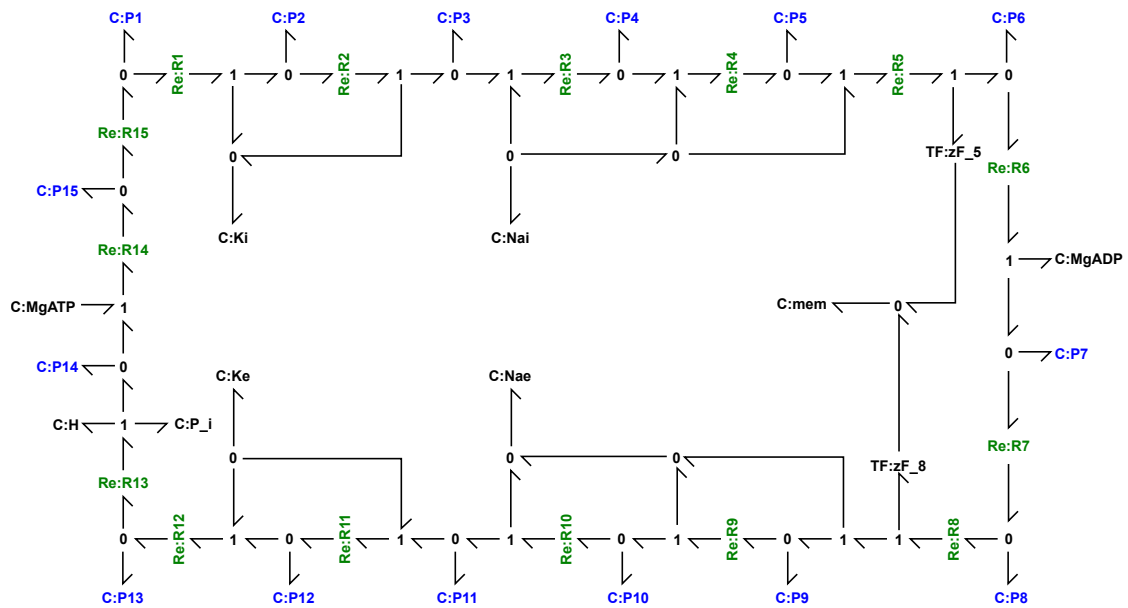 C:P1 C:P2 C:P3 C:P4 C:P5 C:P6
0 Re:R1 1 0 Re:R2 1 0 1 Re:R3 0 1 Re:R4 0 1 Re:R5 1 0
Re:R15
0 0 0 TF:zF_5
Re:R6
C:P15 0
C:Ki C:Nai
Re:R14
1 C:MgADP
C:MgATP 1 C:mem 0
0 C:P7
C:P14 0
C:Ke C:Nae
C:H 1 C:P_i
Re:R7
0 0 0 TF:zF_8
Re:R13
0 Re:R12 1 0 Re:R11 1 0 1 Re:R10 0 1 Re:R9 0 1 1 Re:R8 0
C:P13 C:P12 C:P11 C:P10 C:P9 C:P8